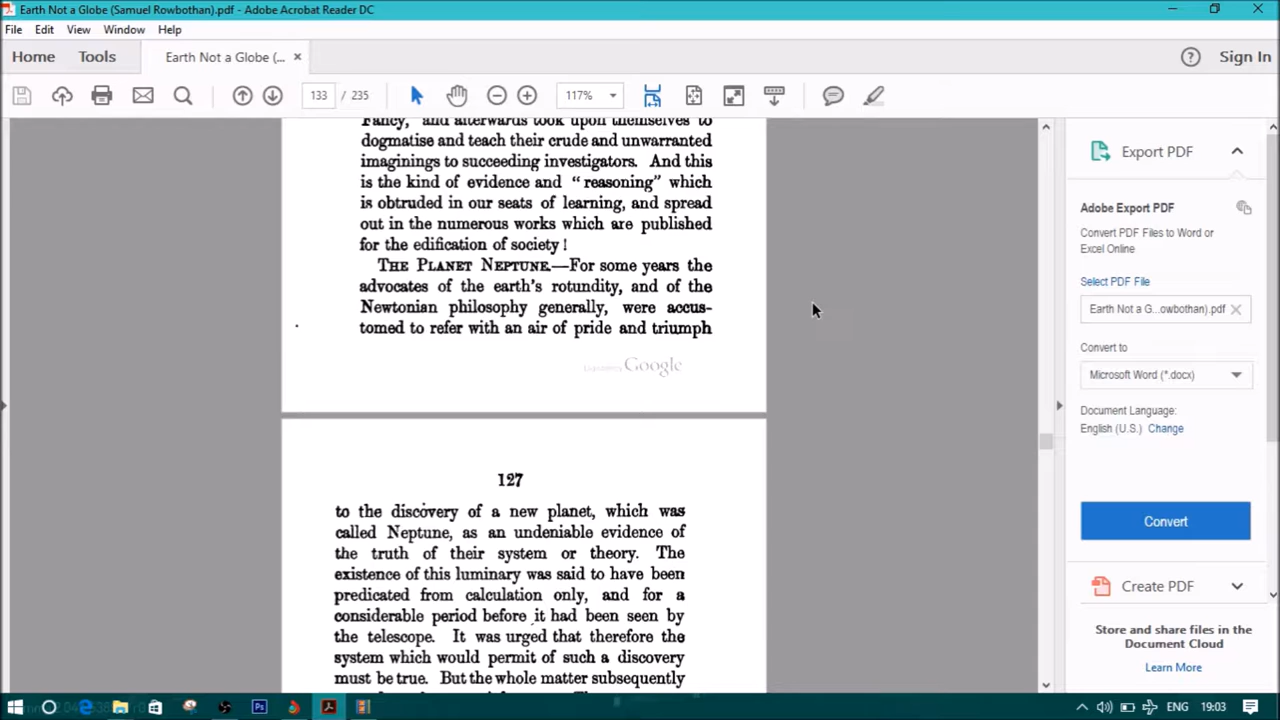 Earth Not a Globe (Samuel Rowbothan).pdf - Adobe Acrobat Reader DC
File Edit View Window Help
Home Tools Earth Not a Globe (... × Sign In
133 / 235 117%
Fancy, and afterwards took upon themselves to
dogmatise and teach their crude and unwarranted
imaginings to succeeding investigators. And this
is the kind of evidence and “reasoning” which
is obtruded in our seats of learning, and spread
out in the numerous works which are published
for the edification of society!
The Planet Neptune.—For some years the
advocates of the earth's rotundity, and of the
Newtonian philosophy generally, were accus-
tomed to refer with an air of pride and triumph
Google
127
to the discovery of a new planet, which was
called Neptune, as an undeniable evidence of
the truth of their system or theory. The
existence of this luminary was said to have been
predicated from calculation only, and for a
considerable period before it had been seen by
the telescope. It was urged that therefore the
system which would permit of such a discovery
must be true. But the whole matter subsequently
Export PDF
Adobe Export PDF
Convert PDF Files to Word or
Excel Online
Select PDF File
Earth Not a G...owbothan).pdf
Convert to
Microsoft Word (*.docx)
Document Language:
English (U.S.) Change
Convert
Create PDF
Store and share files in the
Document Cloud
Learn More
ENG 19:03